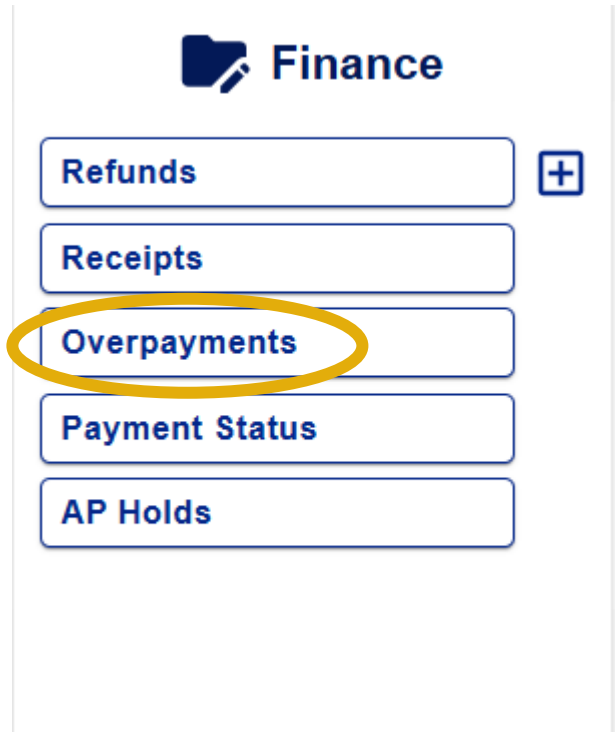 Finance
Refunds
Receipts
Overpayments
Payment Status
AP Holds